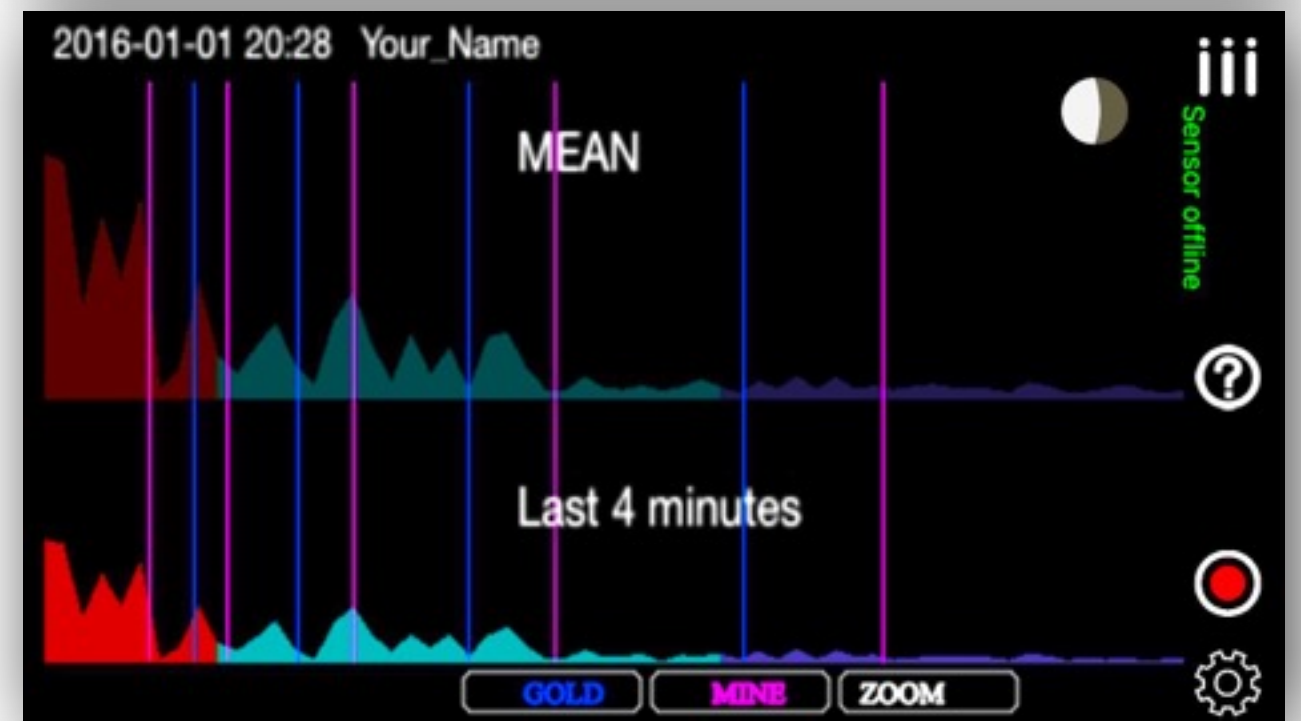 2016-01-01 20:28 Your_Name
iii
Sensor offline
MEAN
?
Last 4 minutes
GOLD MINE ZOOM